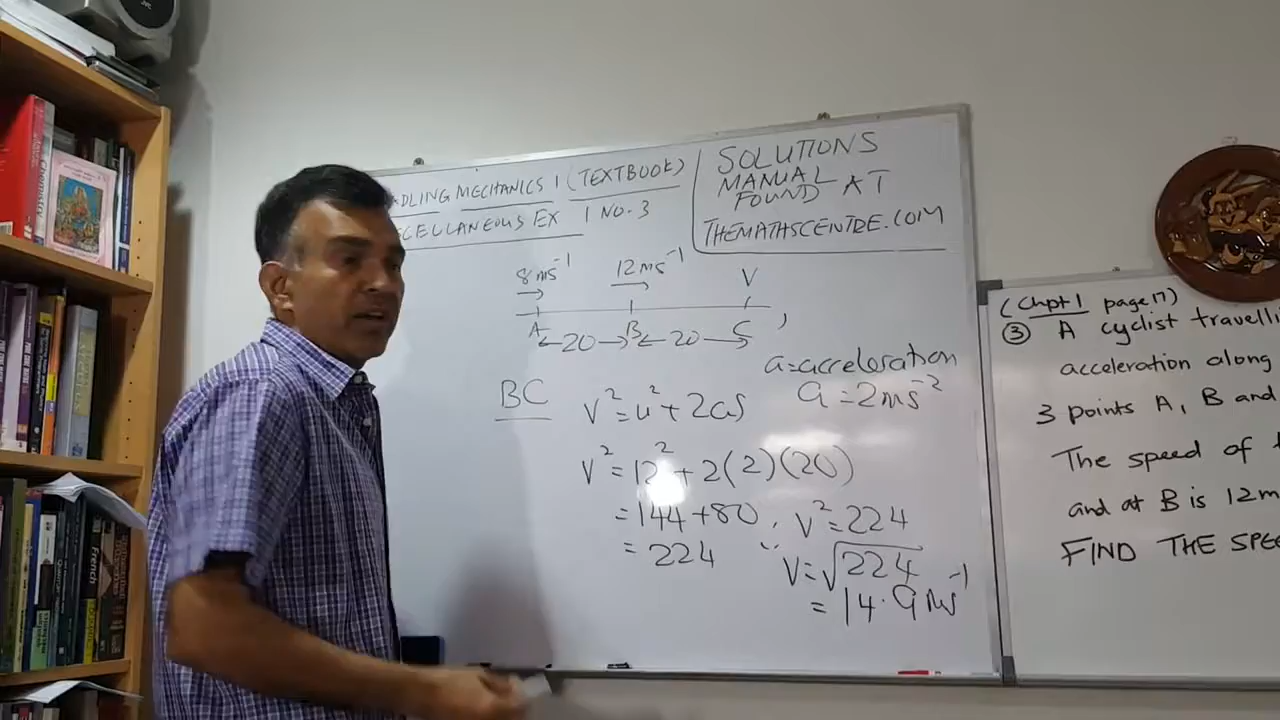 DLING MECHANICS 1 (TEXTBOOK)
CELLANEOUS EX 1 NO.3
SOLUTIONS
MANUAL
FOUND AT
THEMATHSCENTRE.COM
8ms⁻¹ 12ms⁻¹ V
A B C ,
←20→ ←20→
a=acceleration
a=2ms⁻²
BC
V²=u²+2as
V²=12²+2(2)(20)
=144+80
=224
∴ V²=224
V=√224
=14.9ms⁻¹
(Chpt 1 page 17)
③ A cyclist travelli
acceleration along
3 points A, B and
The speed of t
and at B is 12m
FIND THE SPE
Chemistry
French